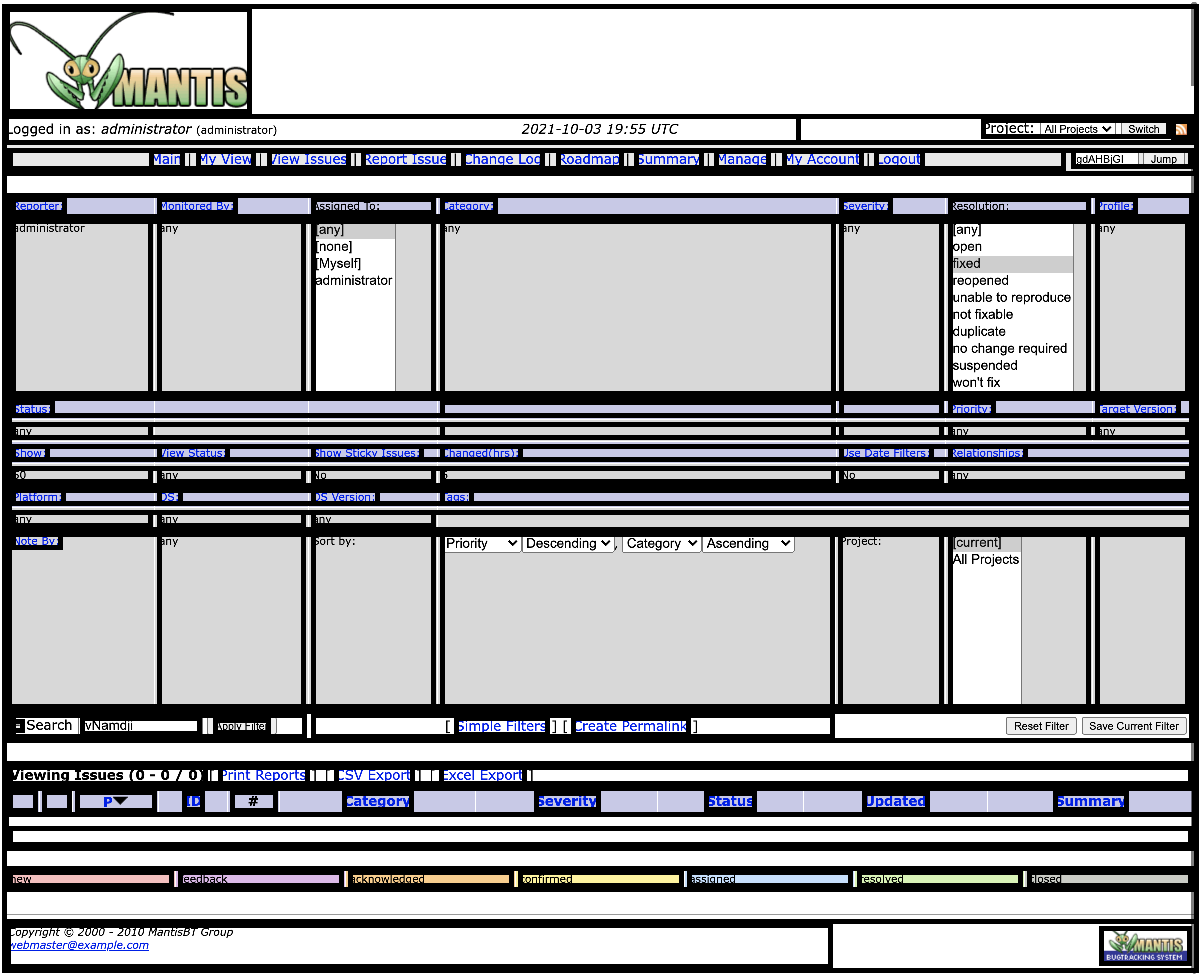 MANTIS
Logged in as: administrator (administrator) 2021-10-03 19:55 UTC Project: All Projects Switch
Main | My View | View Issues | Report Issue | Change Log | Roadmap | Summary | Manage | My Account | Logout gdAHBjGI Jump
Reporter: Monitored By: Assigned To: Category: Severity: Resolution: Profile:
administrator any [any] any any [any] any
[none] open
[Myself] fixed
administrator reopened
unable to reproduce
not fixable
duplicate
no change required
suspended
won't fix
Status: Priority: Target Version:
any any any
Show: View Status: Show Sticky Issues: Changed(hrs): Use Date Filters: Relationships:
50 any No 6 No any
Platform: OS: OS Version: Tags:
any any any
Note By: any Sort by: Priority Descending , Category Ascending Project: [current]
All Projects
Search vNamdji Apply Filter [ Simple Filters ] [ Create Permalink ] Reset Filter Save Current Filter
Viewing Issues (0 - 0 / 0) [ Print Reports ] [ CSV Export ] [ Excel Export ]
P ID # Category Severity Status Updated Summary
new feedback acknowledged confirmed assigned resolved closed
Copyright © 2000 - 2010 MantisBT Group
webmaster@example.com
MANTIS
BUGTRACKING SYSTEM